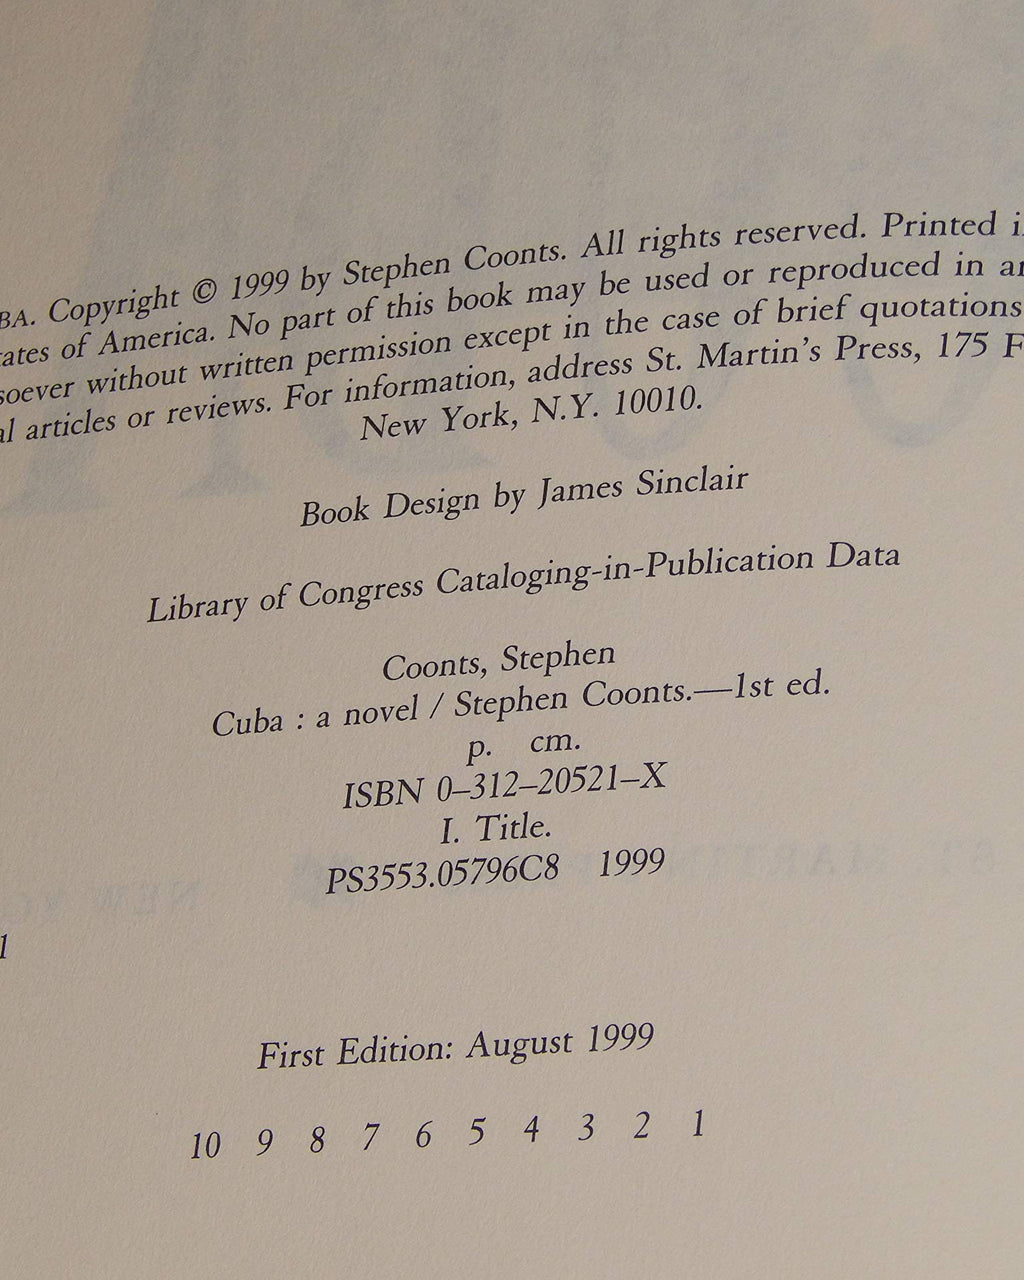 BA. Copyright © 1999 by Stephen Coonts. All rights reserved. Printed i
ates of America. No part of this book may be used or reproduced in a
soever without written permission except in the case of brief quotations
al articles or reviews. For information, address St. Martin's Press, 175 F
New York, N.Y. 10010.
Book Design by James Sinclair
Library of Congress Cataloging-in-Publication Data
Coonts, Stephen
Cuba : a novel / Stephen Coonts.—1st ed.
p. cm.
ISBN 0–312–20521–X
I. Title.
PS3553.05796C8 1999
1
First Edition: August 1999
10 9 8 7 6 5 4 3 2 1